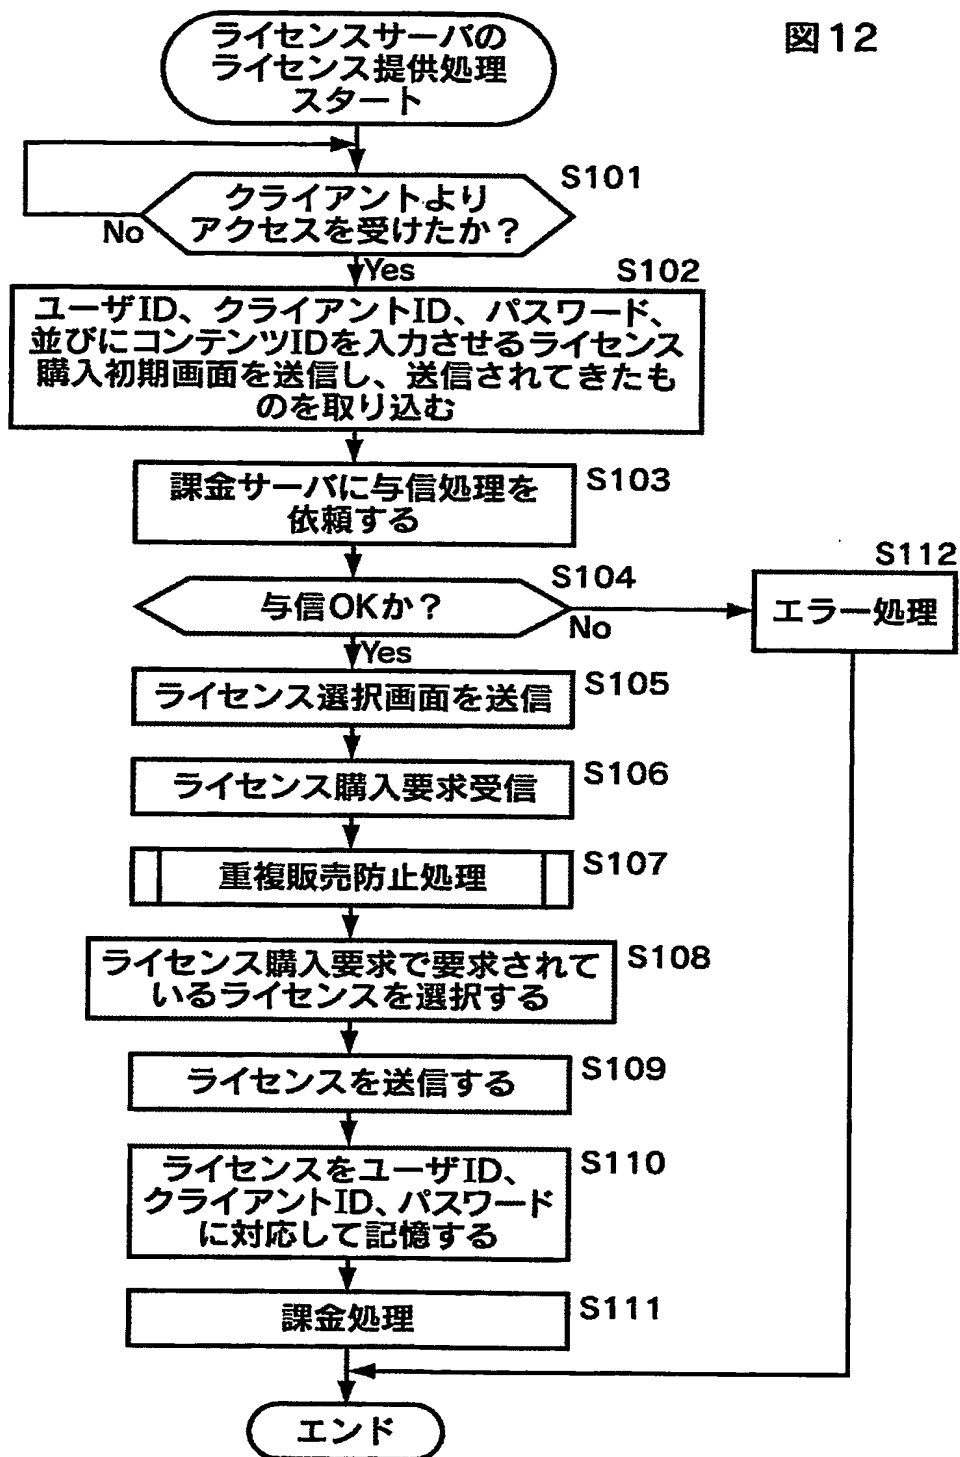 図12
ライセンスサーバの
ライセンス提供処理
スタート
S101
クライアントより
アクセスを受けたか？
No
Yes
S102
ユーザID、クライアントID、パスワード、
並びにコンテンツIDを入力させるライセンス
購入初期画面を送信し、送信されてきたも
のを取り込む
S103
課金サーバに与信処理を
依頼する
S104
与信OKか？
No
Yes
S112
エラー処理
S105
ライセンス選択画面を送信
S106
ライセンス購入要求受信
S107
重複販売防止処理
S108
ライセンス購入要求で要求されて
いるライセンスを選択する
S109
ライセンスを送信する
S110
ライセンスをユーザID、
クライアントID、パスワード
に対応して記憶する
S111
課金処理
エンド